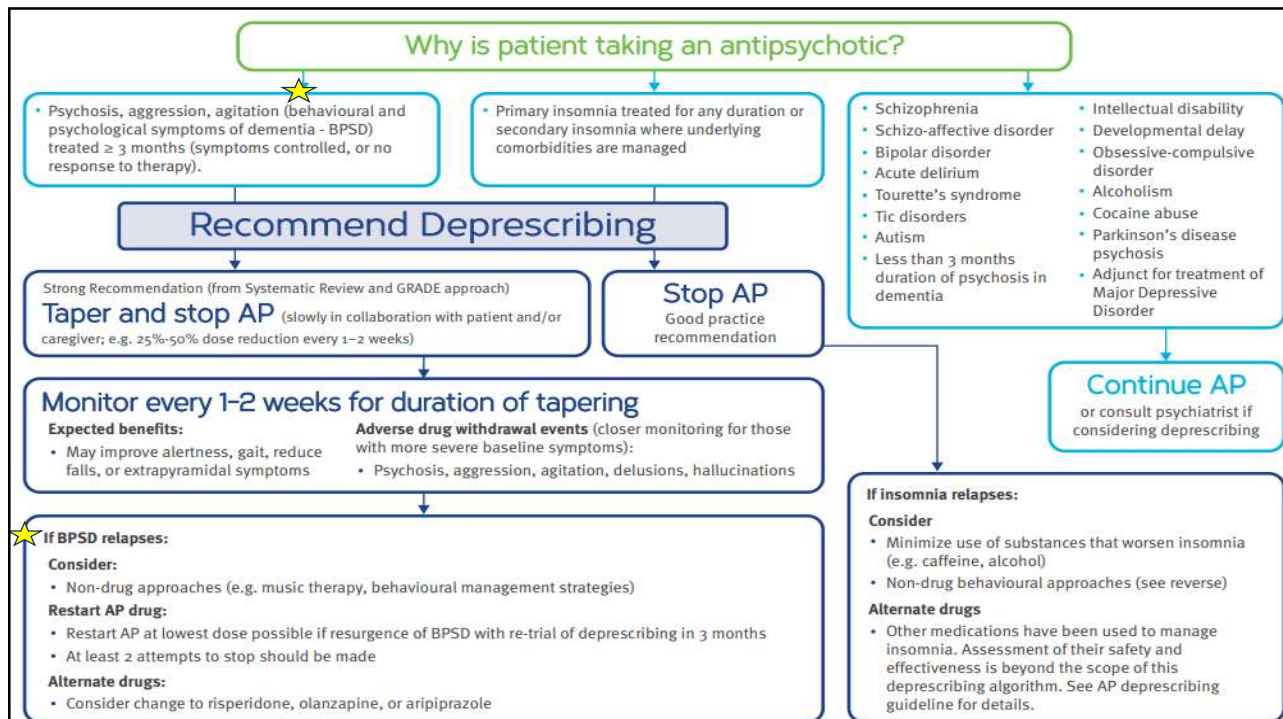 Why is patient taking an antipsychotic?
• Psychosis, aggression, agitation (behavioural and
psychological symptoms of dementia - BPSD)
treated ≥ 3 months (symptoms controlled, or no
response to therapy).
• Primary insomnia treated for any duration or
secondary insomnia where underlying
comorbidities are managed
• Schizophrenia
• Schizo-affective disorder
• Bipolar disorder
• Acute delirium
• Tourette's syndrome
• Tic disorders
• Autism
• Less than 3 months
duration of psychosis in
dementia
• Intellectual disability
• Developmental delay
• Obsessive-compulsive
disorder
• Alcoholism
• Cocaine abuse
• Parkinson's disease
psychosis
• Adjunct for treatment of
Major Depressive
Disorder
Recommend Deprescribing
Strong Recommendation (from Systematic Review and GRADE approach)
Taper and stop AP (slowly in collaboration with patient and/or
caregiver; e.g. 25%-50% dose reduction every 1–2 weeks)
Stop AP
Good practice
recommendation
Continue AP
or consult psychiatrist if
considering deprescribing
Monitor every 1-2 weeks for duration of tapering
Expected benefits:
• May improve alertness, gait, reduce
falls, or extrapyramidal symptoms
Adverse drug withdrawal events (closer monitoring for those
with more severe baseline symptoms):
• Psychosis, aggression, agitation, delusions, hallucinations
If BPSD relapses:
Consider:
• Non-drug approaches (e.g. music therapy, behavioural management strategies)
Restart AP drug:
• Restart AP at lowest dose possible if resurgence of BPSD with re-trial of deprescribing in 3 months
• At least 2 attempts to stop should be made
Alternate drugs:
• Consider change to risperidone, olanzapine, or aripiprazole
If insomnia relapses:
Consider
• Minimize use of substances that worsen insomnia
(e.g. caffeine, alcohol)
• Non-drug behavioural approaches (see reverse)
Alternate drugs
• Other medications have been used to manage
insomnia. Assessment of their safety and
effectiveness is beyond the scope of this
deprescribing algorithm. See AP deprescribing
guideline for details.